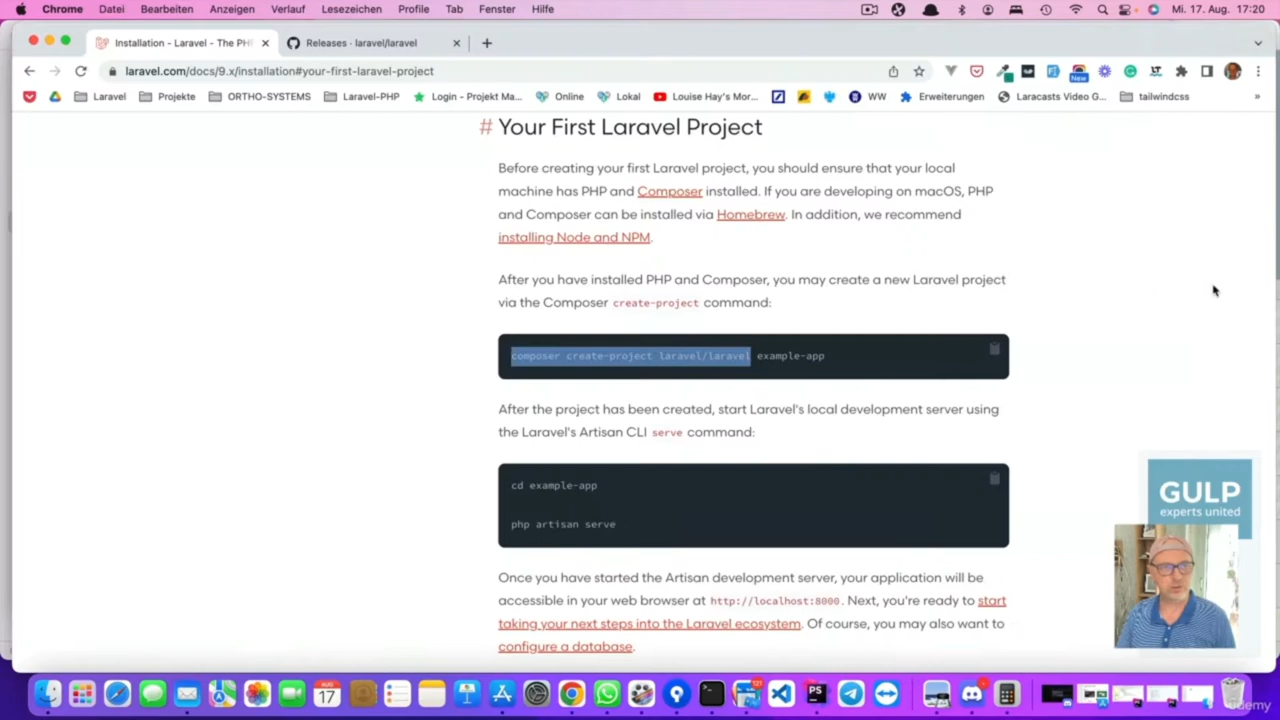 Chrome Datei Bearbeiten Anzeigen Verlauf Lesezeichen Profile Tab Fenster Hilfe Mi. 17. Aug. 17:20
Installation - Laravel - The PH Releases · laravel/laravel
laravel.com/docs/9.x/installation#your-first-laravel-project
New
Laravel Projekte ORTHO-SYSTEMS Laravel-PHP Login - Projekt Ma... Online Lokal Louise Hay's Mor... WW Erweiterungen Laracasts Video G... tailwindcss
# Your First Laravel Project
Before creating your first Laravel project, you should ensure that your local
machine has PHP and Composer installed. If you are developing on macOS, PHP
and Composer can be installed via Homebrew. In addition, we recommend
installing Node and NPM.
After you have installed PHP and Composer, you may create a new Laravel project
via the Composer create-project command:
composer create-project laravel/laravel example-app
After the project has been created, start Laravel's local development server using
the Laravel's Artisan CLI serve command:
cd example-app
php artisan serve
Once you have started the Artisan development server, your application will be
accessible in your web browser at http://localhost:8000. Next, you're ready to start
taking your next steps into the Laravel ecosystem. Of course, you may also want to
configure a database.
GULP
experts united
AUG
17
PS